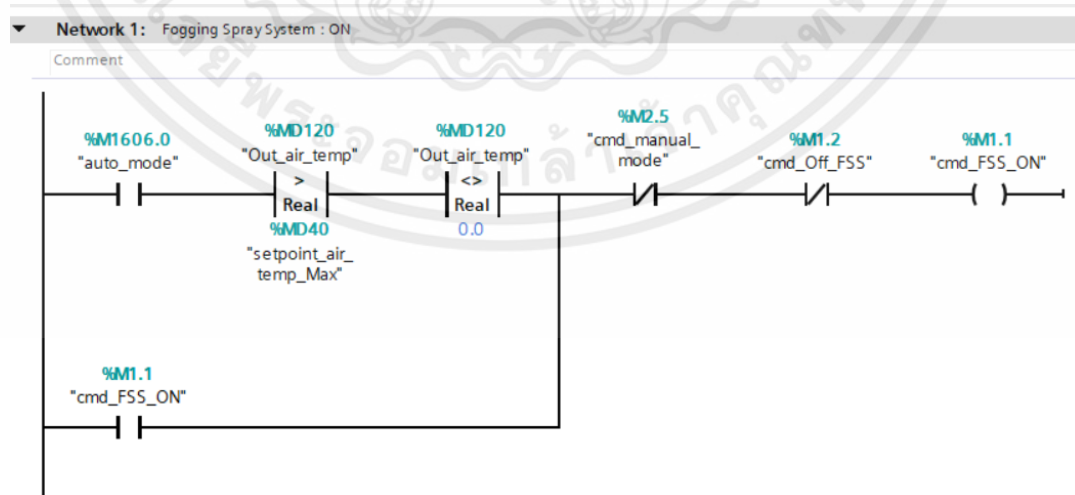 Network 1: Fogging Spray System : ON
Comment
%M1606.0
"auto_mode"
%MD120
"Out_air_temp"
>
Real
%MD40
"setpoint_air_
temp_Max"
%MD120
"Out_air_temp"
<>
Real
0.0
%M2.5
"cmd_manual_
mode"
%M1.2
"cmd_Off_FSS"
%M1.1
"cmd_FSS_ON"
%M1.1
"cmd_FSS_ON"